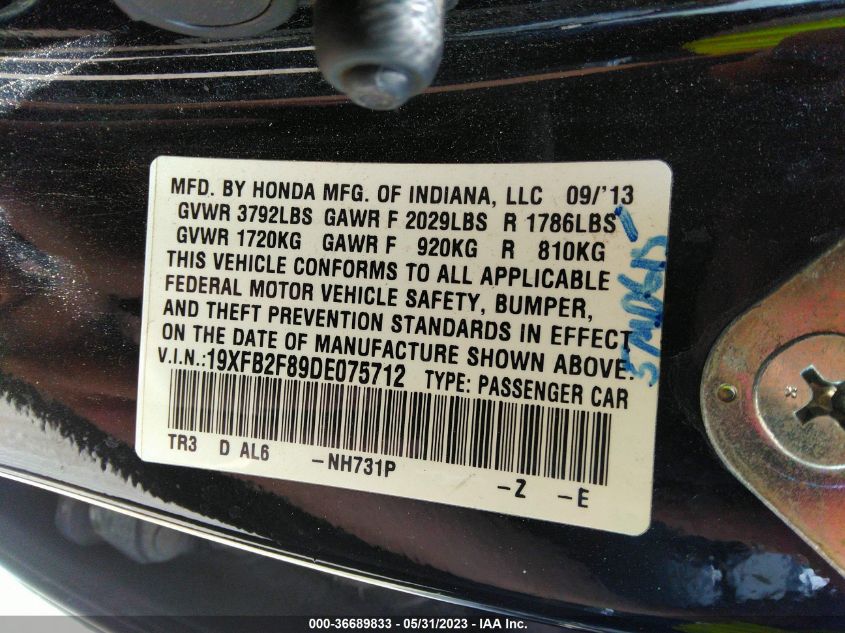 MFD. BY HONDA MFG. OF INDIANA, LLC 09/'13
GVWR 3792LBS GAWR F 2029LBS R 1786LBS
GVWR 1720KG GAWR F 920KG R 810KG
THIS VEHICLE CONFORMS TO ALL APPLICABLE
FEDERAL MOTOR VEHICLE SAFETY, BUMPER,
AND THEFT PREVENTION STANDARDS IN EFFECT
ON THE DATE OF MANUFACTURE SHOWN ABOVE.
V.I.N.: 19XFB2F89DE075712 TYPE: PASSENGER CAR
TR3 D AL6 -NH731P -Z -E
000-36689833 - 05/31/2023 - IAA Inc.